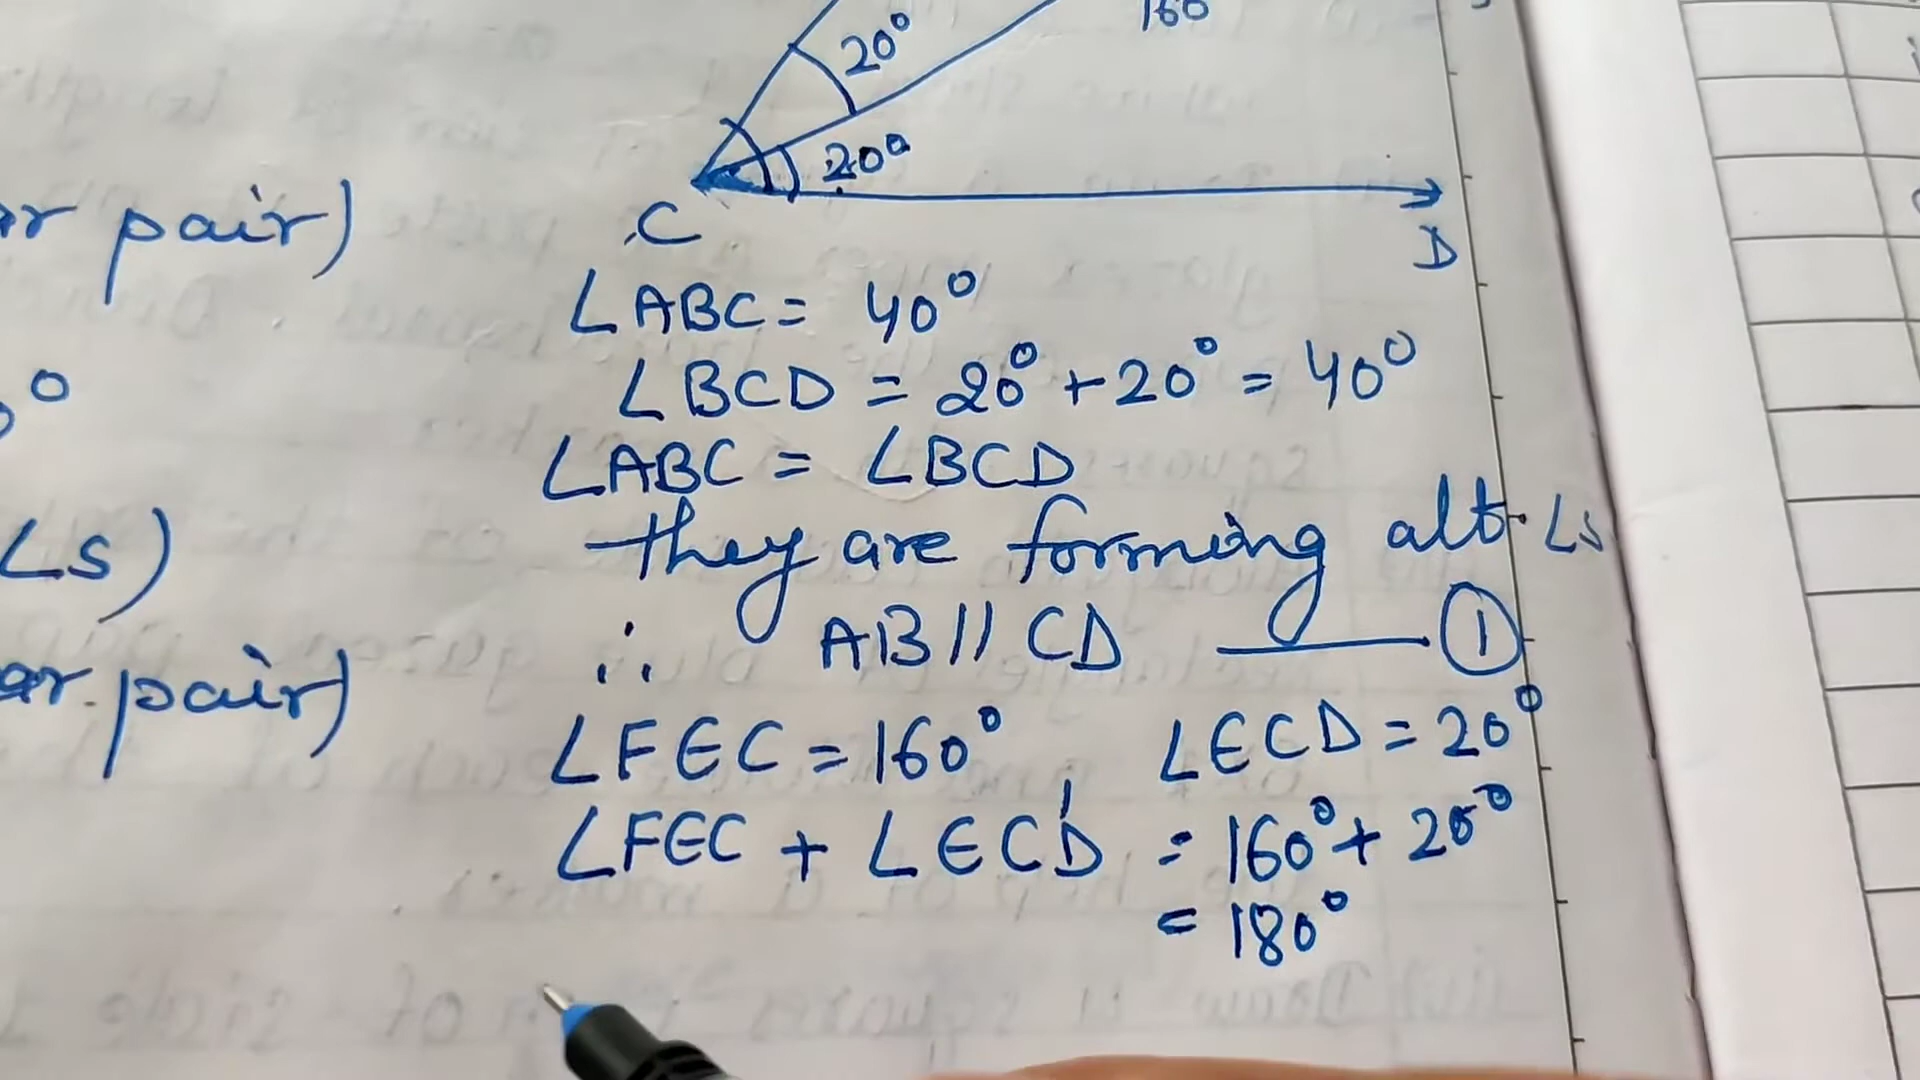 20°
160
20°
C
D
ar pair)
∠ABC = 40°
∠BCD = 20° + 20° = 40°
∠ABC = ∠BCD
they are forming alt. ∠s
∠s)
∴ AB // CD ——— ①
ar pair)
∠FEC = 160°, ∠ECD = 20°
∠FEC + ∠ECD = 160° + 20°
= 180°